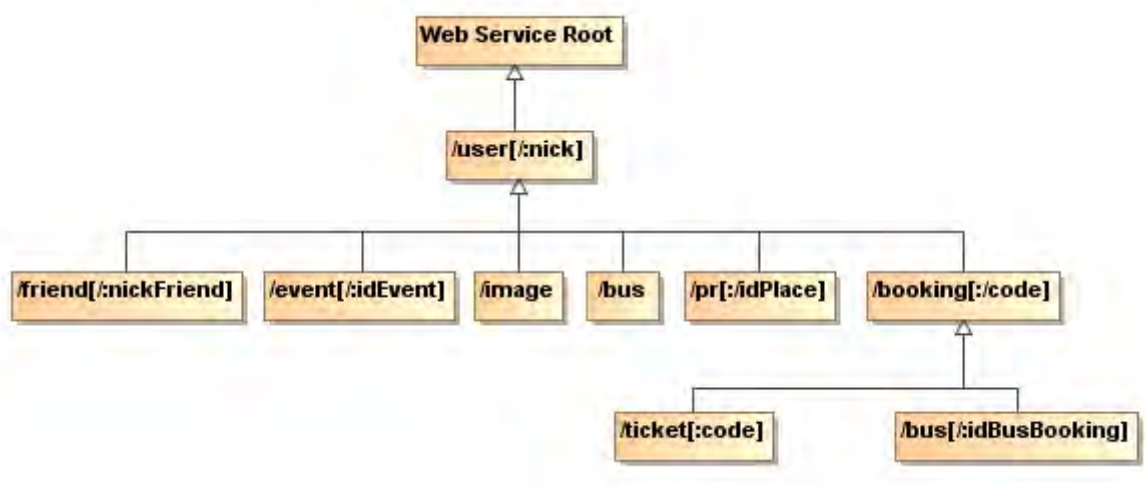 Web Service Root
/user[/:nick]
/friend[/:nickFriend]
/event[/:idEvent]
/image
/bus
/pr[:/idPlace]
/booking[:/code]
/ticket[:code]
/bus[/:idBusBooking]